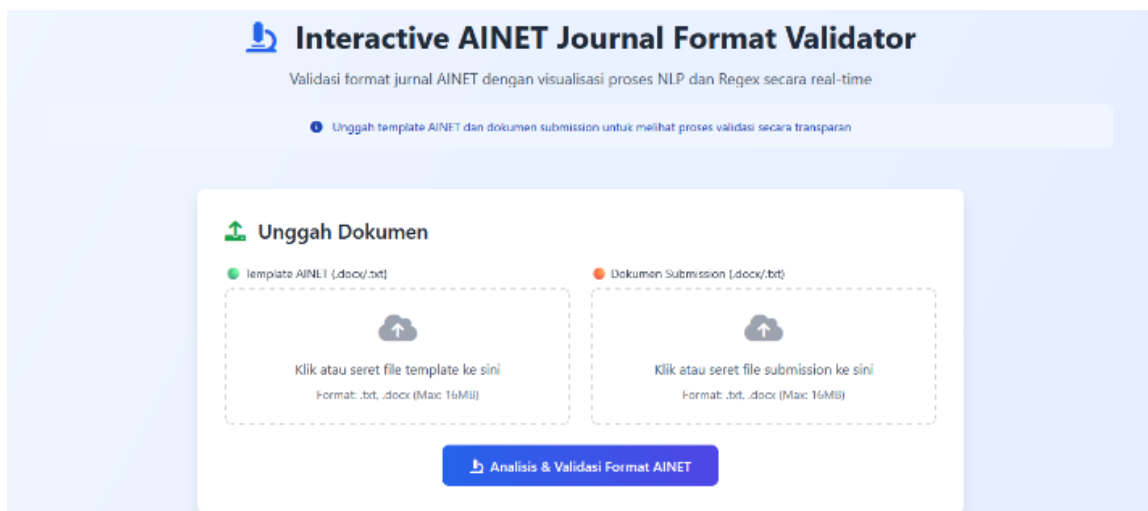 Interactive AINET Journal Format Validator
Validasi format jurnal AINET dengan visualisasi proses NLP dan Regex secara real-time
Unggah template AINET dan dokumen submission untuk melihat proses validasi secara transparan
Unggah Dokumen
Template AINET (.docx/.txt)
Dokumen Submission (.docx/.txt)
Klik atau seret file template ke sini
Format: .txt, .docx (Max: 16MB)
Klik atau seret file submission ke sini
Format: .txt, .docx (Max: 16MB)
Analisis & Validasi Format AINET